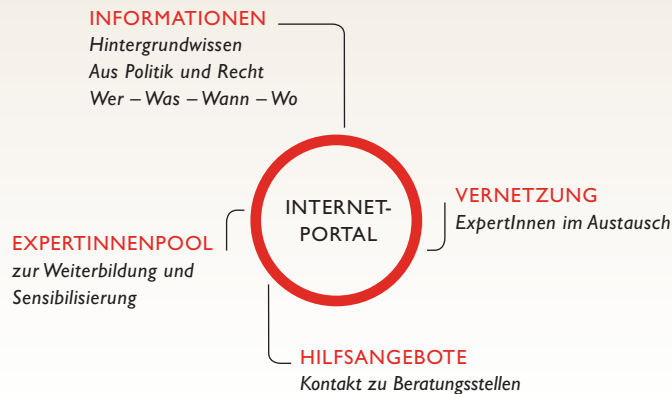 INFORMATIONEN
Hintergrundwissen
Aus Politik und Recht
Wer – Was – Wann – Wo
INTERNET-
PORTAL
VERNETZUNG
ExpertInnen im Austausch
EXPERTINNENPOOL
zur Weiterbildung und
Sensibilisierung
HILFSANGEBOTE
Kontakt zu Beratungsstellen